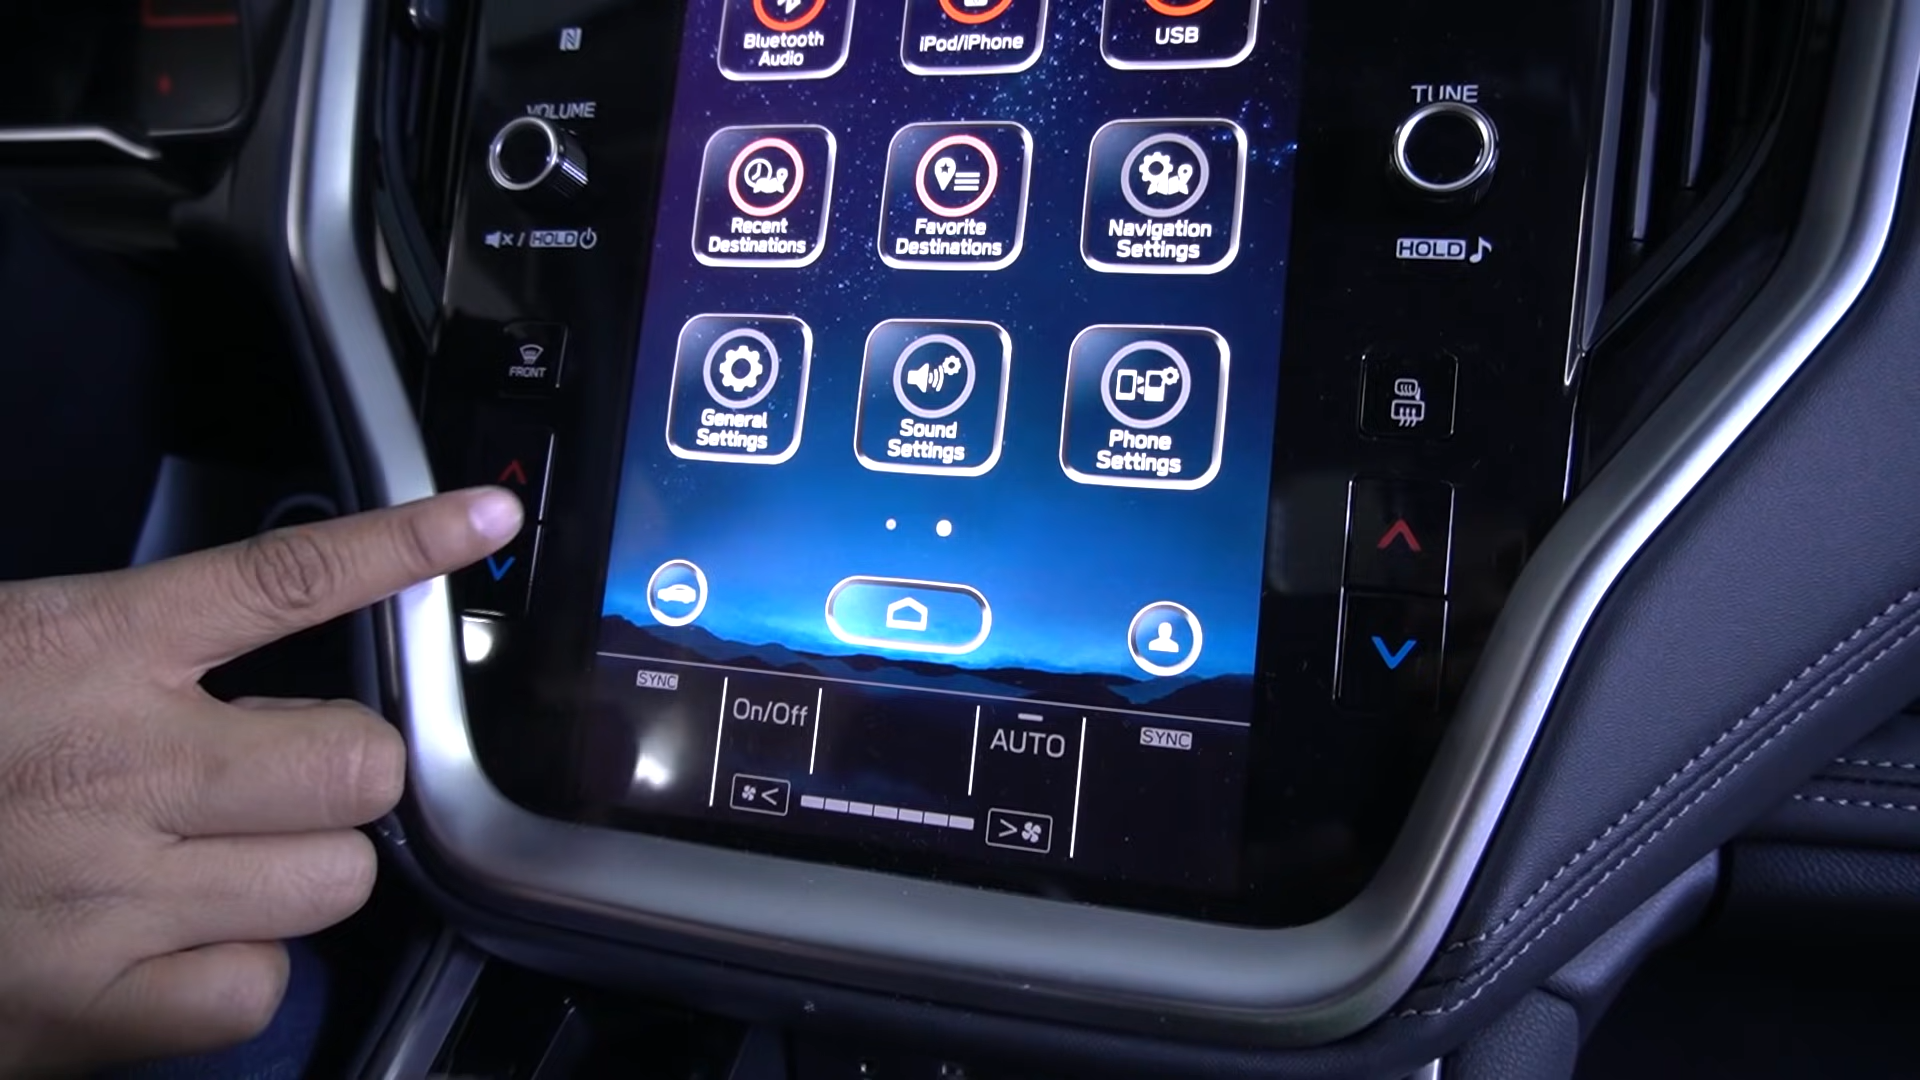 Bluetooth
Audio
iPod/iPhone
USB
VOLUME
TUNE
Recent
Destinations
Favorite
Destinations
Navigation
Settings
HOLD
HOLD
FRONT
General
Settings
Sound
Settings
Phone
Settings
SYNC
On/Off
AUTO
SYNC